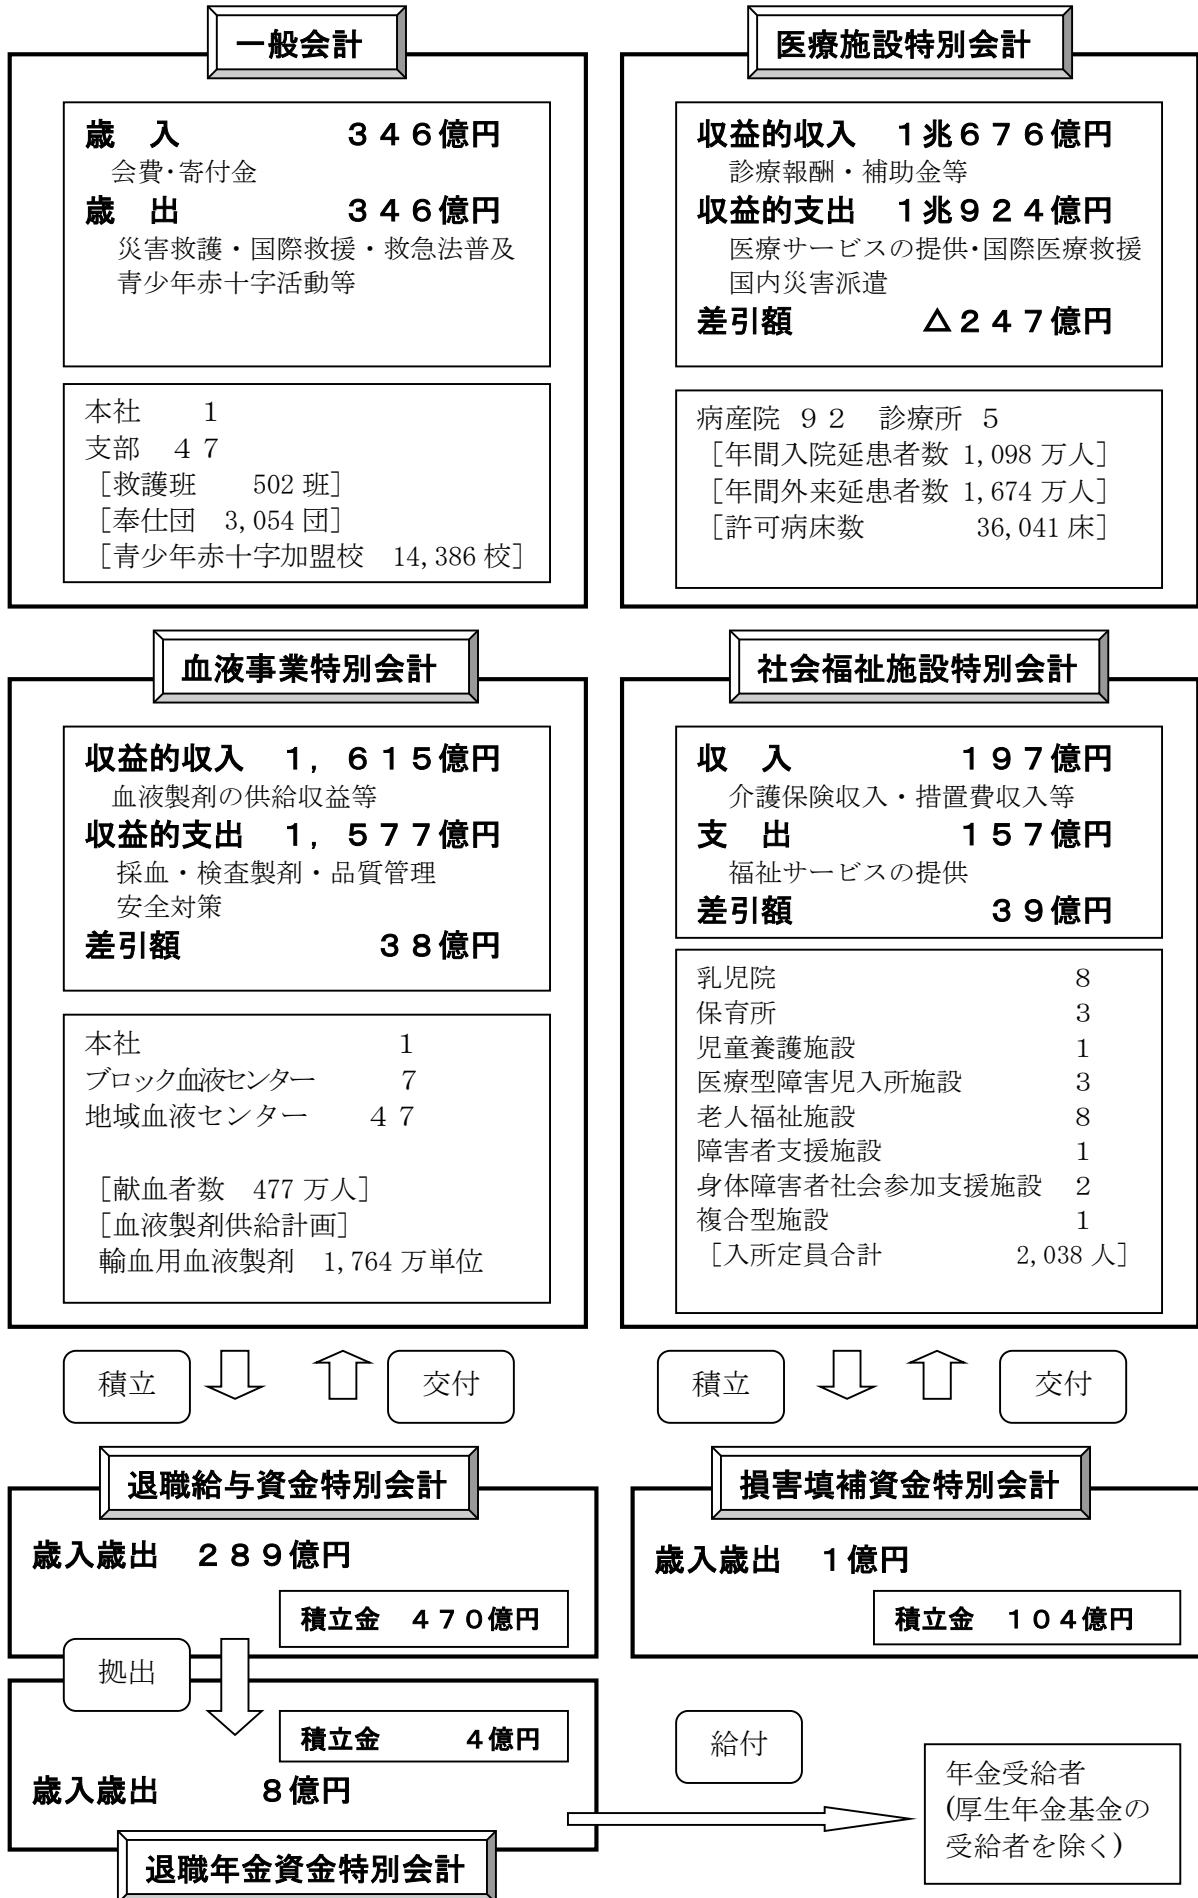 一般会計
歳　入　　　　　３４６億円
会費・寄付金
歳　出　　　　　３４６億円
災害救護・国際救援・救急法普及
青少年赤十字活動等
本社　　１
支部　４７
［救護班　　502 班］
［奉仕団　3,054 団］
［青少年赤十字加盟校　14,386 校］
医療施設特別会計
収益的収入　１兆６７６億円
診療報酬・補助金等
収益的支出　１兆９２４億円
医療サービスの提供・国際医療救援
国内災害派遣
差引額　　　　△２４７億円
病産院　９２　診療所　５
［年間入院延患者数 1,098 万人］
［年間外来延患者数 1,674 万人］
［許可病床数　　　　36,041 床］
血液事業特別会計
収益的収入　１，６１５億円
血液製剤の供給収益等
収益的支出　１，５７７億円
採血・検査製剤・品質管理
安全対策
差引額　　　　　　３８億円
本社　　　　　　　　１
ブロック血液センター　　　７
地域血液センター　　４７
［献血者数　477 万人］
［血液製剤供給計画］
輸血用血液製剤　1,764 万単位
社会福祉施設特別会計
収　入　　　　　１９７億円
介護保険収入・措置費収入等
支　出　　　　　１５７億円
福祉サービスの提供
差引額　　　　　　３９億円
乳児院　　　　　　　　　８
保育所　　　　　　　　　３
児童養護施設　　　　　　１
医療型障害児入所施設　　３
老人福祉施設　　　　　　８
障害者支援施設　　　　　１
身体障害者社会参加支援施設　２
複合型施設　　　　　　　１
［入所定員合計　　　　2,038 人］
積立　交付
積立　交付
退職給与資金特別会計
歳入歳出　２８９億円
積立金　４７０億円
損害填補資金特別会計
歳入歳出　１億円
積立金　１０４億円
拠出
積立金　　　４億円
歳入歳出　　　８億円
退職年金資金特別会計
給付
年金受給者
(厚生年金基金の
受給者を除く)